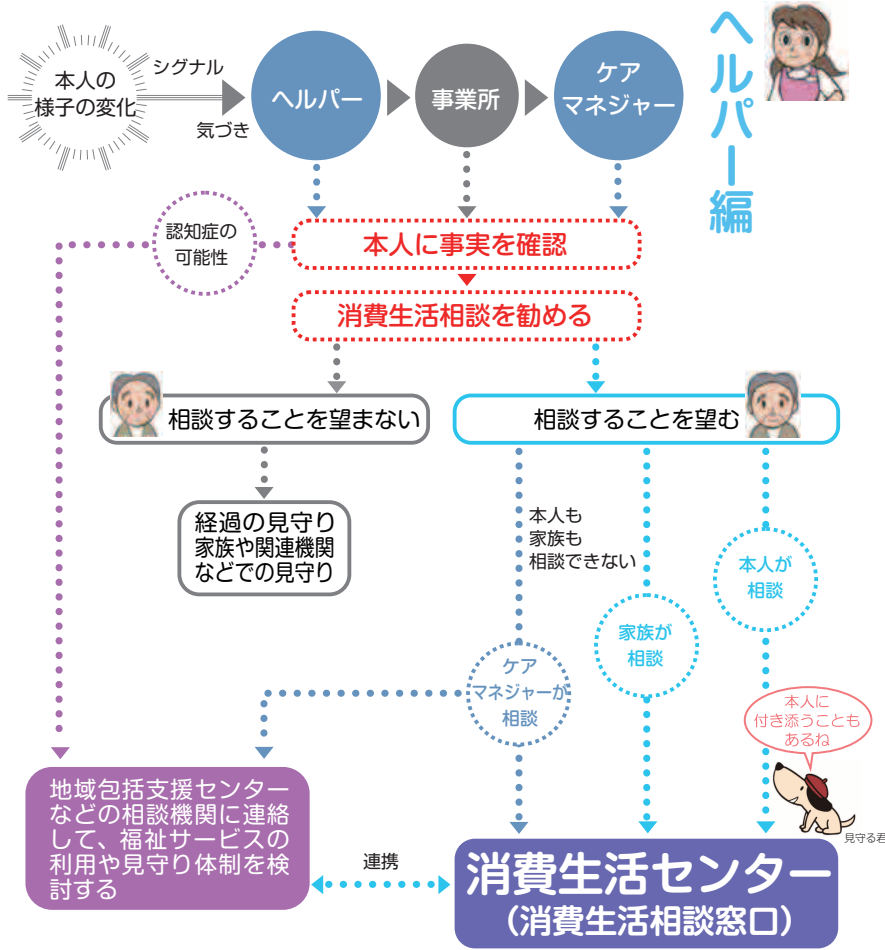 ヘルパー編
本人の
様子の変化
シグナル
気づき
ヘルパー
事業所
ケア
マネジャー
認知症の
可能性
本人に事実を確認
消費生活相談を勧める
相談することを望まない
相談することを望む
経過の見守り
家族や関連機関
などでの見守り
本人も
家族も
相談できない
本人が
相談
家族が
相談
ケア
マネジャーが
相談
本人に
付き添うことも
あるね
見守る君
地域包括支援センター
などの相談機関に連絡
して、福祉サービスの
利用や見守り体制を検
討する
連携
消費生活センター
（消費生活相談窓口）